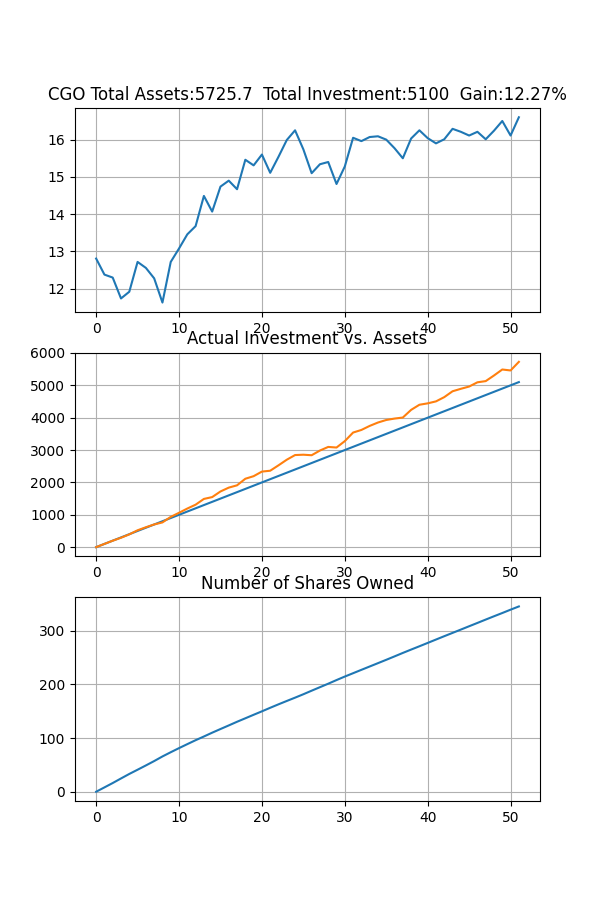 CGO Total Assets:5725.7  Total Investment:5100  Gain:12.27%
16
15
14
13
12
0 10 20 30 40 50
Actual Investment vs. Assets
6000
5000
4000
3000
2000
1000
0
0 10 20 30 40 50
Number of Shares Owned
300
200
100
0
0 10 20 30 40 50